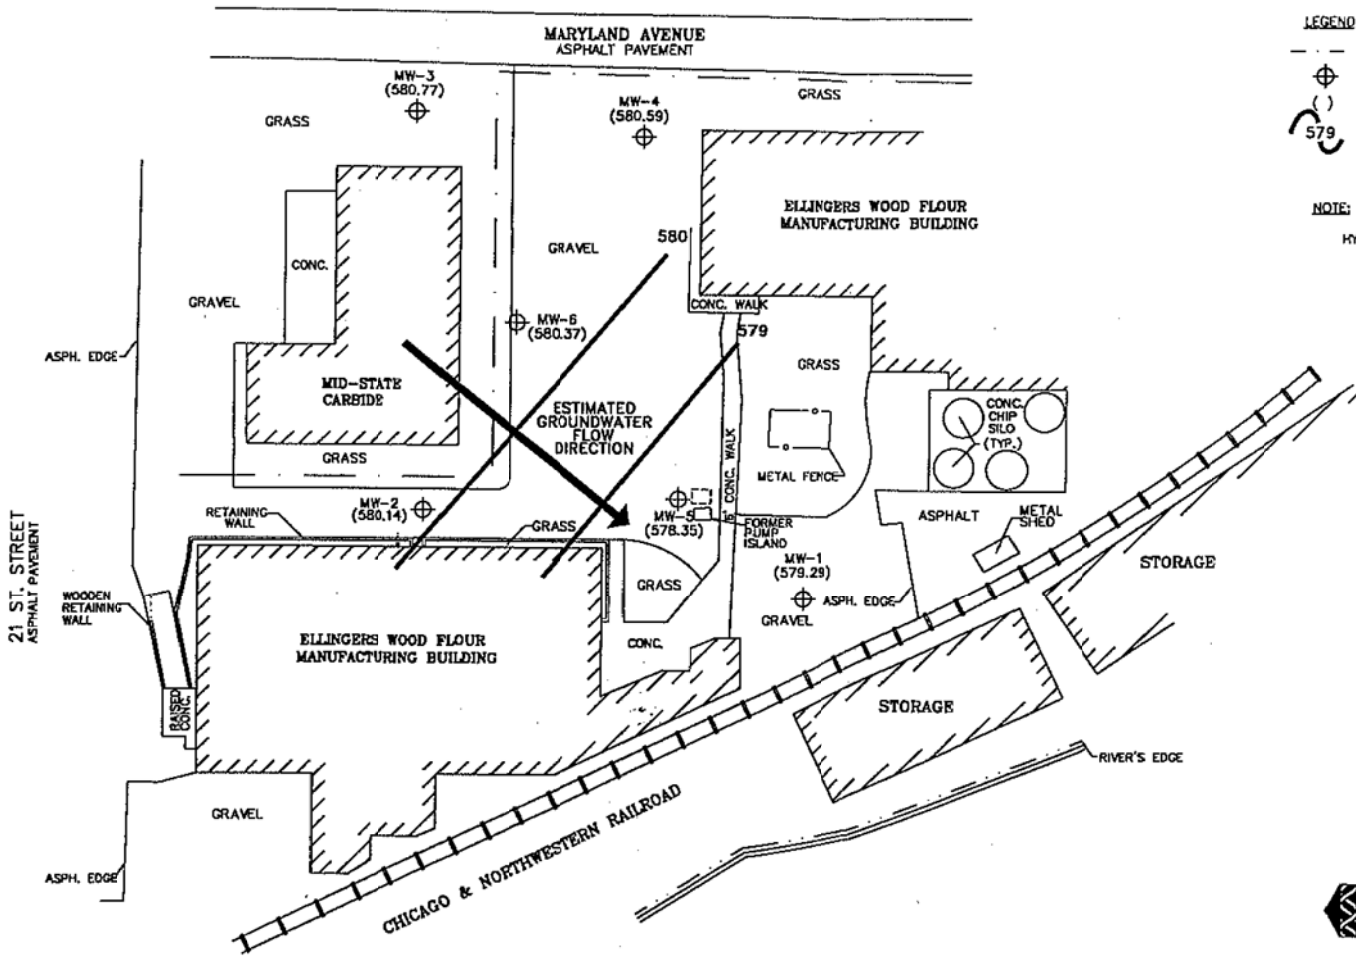 LEGEND
MARYLAND AVENUE
ASPHALT PAVEMENT
MW-3
(580.77)
MW-4
(580.59)
GRASS
GRASS
( )
579
ELLINGERS WOOD FLOUR
MANUFACTURING BUILDING
NOTE:
580
GRAVEL
CONC.
GRAVEL
CONC. WALK
MW-6
(580.37)
579
ASPH. EDGE
GRASS
MID-STATE
CARBIDE
ESTIMATED
GROUNDWATER
FLOW
DIRECTION
CONC.
CHIP
SILO
(TYP.)
GRASS
METAL FENCE
5' CONC. WALK
MW-2
(580.14)
RETAINING
WALL
GRASS
MW-5
(578.35)
FORMER
PUMP
ISLAND
ASPHALT
METAL
SHED
21 ST. STREET
ASPHALT PAVEMENT
MW-1
(579.29)
STORAGE
WOODEN
RETAINING
WALL
GRASS
ASPH. EDGE
GRAVEL
ELLINGERS WOOD FLOUR
MANUFACTURING BUILDING
CONC.
RAISED
CONC.
STORAGE
RIVER'S EDGE
GRAVEL
CHICAGO & NORTHWESTERN RAILROAD
ASPH. EDGE